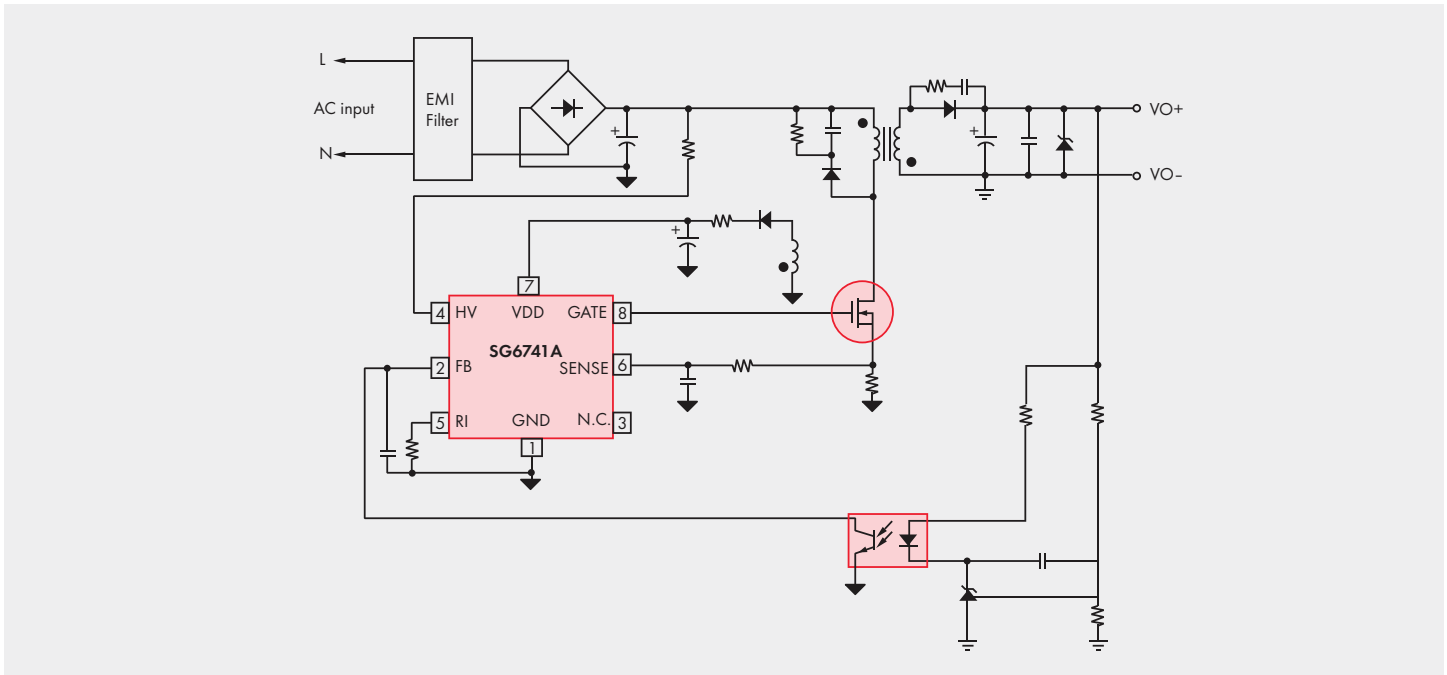 L
AC input
N
EMI
Filter
+
+
VO+
VO–
+
7
4 HV VDD GATE 8
SG6741A
2 FB SENSE 6
5 RI GND N.C. 3
1